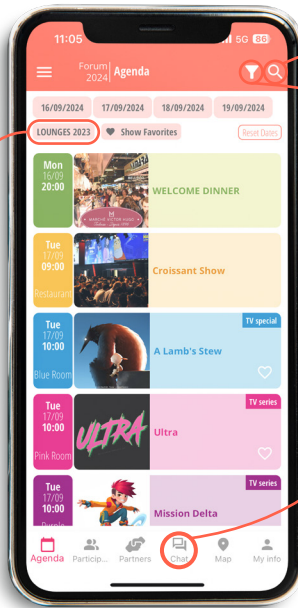 11:05
5G 86
Forum
2024 Agenda
16/09/2024 17/09/2024 18/09/2024 19/09/2024
LOUNGES 2023 Show Favorites Reset Dates
Mon
16/09
20:00
WELCOME DINNER
Tue
17/09
09:00
Restaurant
Croissant Show
Tue
17/09
10:00
Blue Room
A Lamb's Stew
TV special
Tue
17/09
10:00
Pink Room
ULTRA
Ultra
TV series
Tue
17/09
10:00
Purple
Mission Delta
TV series
Agenda Particip... Partners Chat Map My info